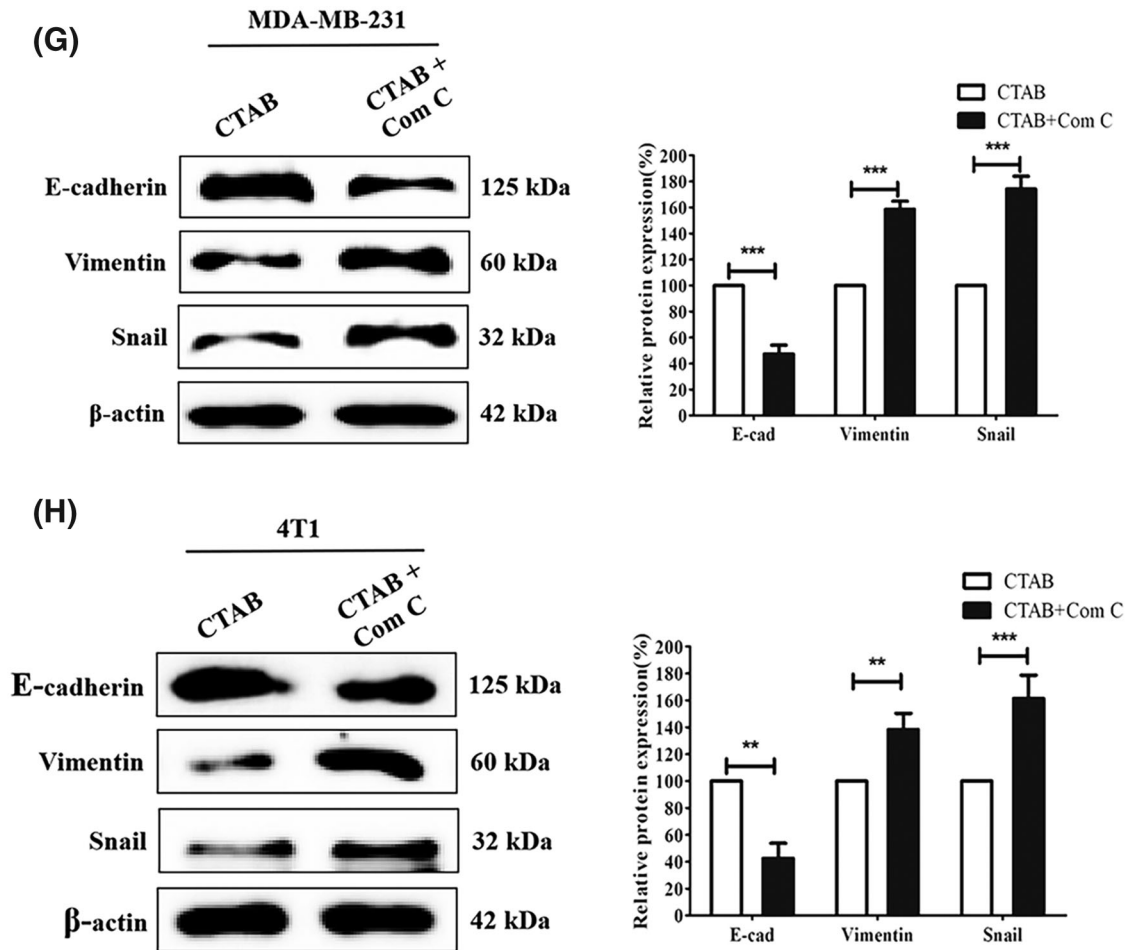 (G)
MDA-MB-231
CTAB
CTAB +
Com C
E-cadherin
125 kDa
Vimentin
60 kDa
Snail
32 kDa
β-actin
42 kDa
CTAB
CTAB+Com C
Relative protein expression(%)
200
180
160
140
120
100
80
60
40
20
0
***
***
***
E-cad
Vimentin
Snail
(H)
4T1
CTAB
CTAB +
Com C
E-cadherin
125 kDa
Vimentin
60 kDa
Snail
32 kDa
β-actin
42 kDa
CTAB
CTAB+Com C
Relative protein expression(%)
200
180
160
140
120
100
80
60
40
20
0
**
**
***
E-cad
Vimentin
Snail